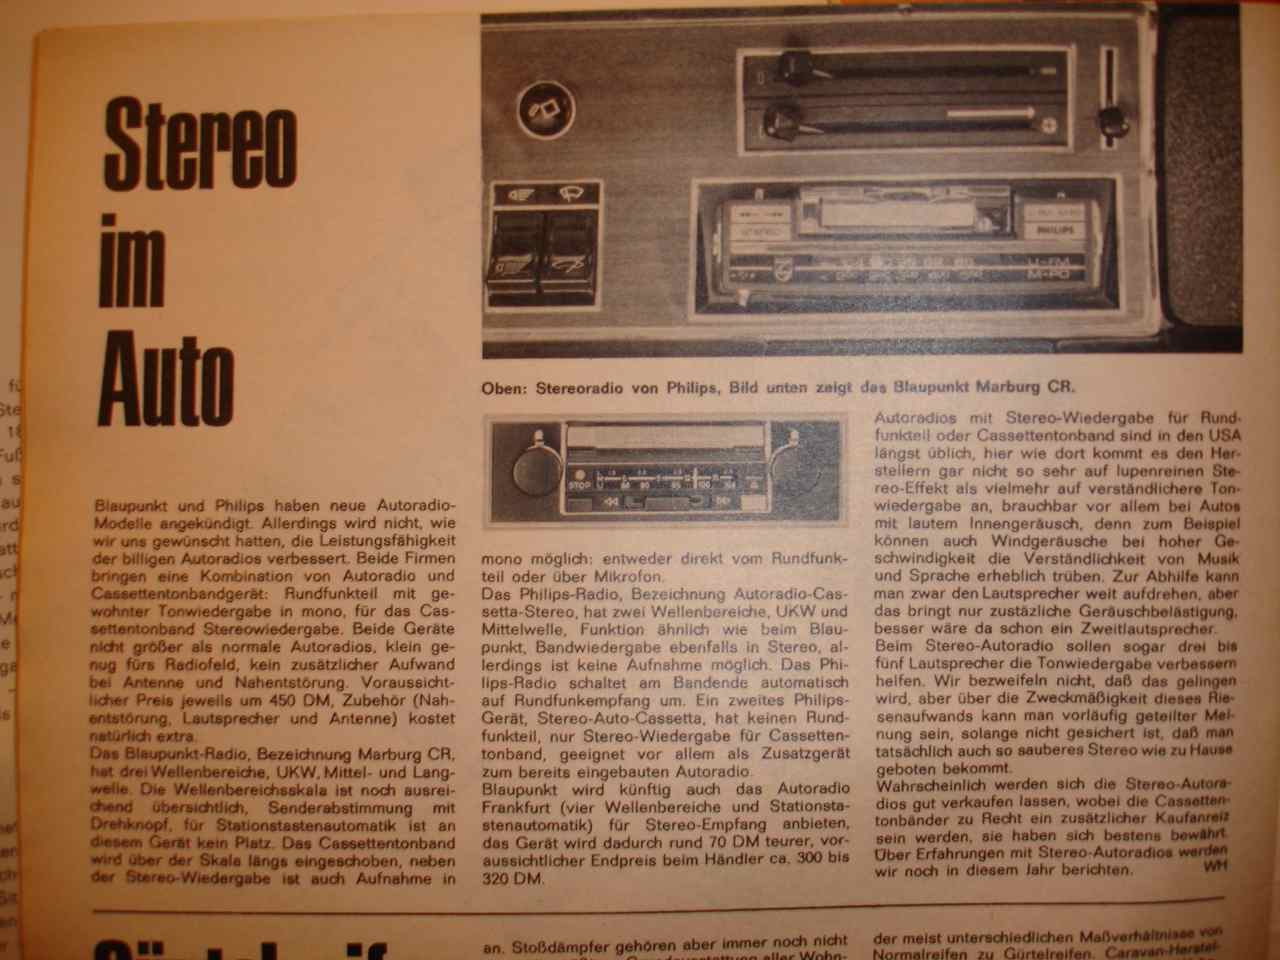 Stereo
im
Auto
STEREO
PHILIPS
U-FM
M-PO
Oben: Stereoradio von Philips, Bild unten zeigt das Blaupunkt Marburg CR.
STOP
Blaupunkt und Philips haben neue Autoradio-
Modelle angekündigt. Allerdings wird nicht, wie
wir uns gewünscht hatten, die Leistungsfähigkeit
der billigen Autoradios verbessert. Beide Firmen
bringen eine Kombination von Autoradio und
Cassettentonbandgerät: Rundfunkteil mit ge-
wohnter Tonwiedergabe in mono, für das Cas-
settentonband Stereowiedergabe. Beide Geräte
nicht größer als normale Autoradios, klein ge-
nug fürs Radiofeld, kein zusätzlicher Aufwand
bei Antenne und Nahentstörung. Voraussicht-
licher Preis jeweils um 450 DM, Zubehör (Nah-
entstörung, Lautsprecher und Antenne) kostet
natürlich extra.
Das Blaupunkt-Radio, Bezeichnung Marburg CR,
hat drei Wellenbereiche, UKW, Mittel- und Lang-
welle. Die Wellenbereichsskala ist noch ausrei-
chend übersichtlich, Senderabstimmung mit
Drehknopf, für Stationstastenautomatik ist an
diesem Gerät kein Platz. Das Cassettentonband
wird über der Skala längs eingeschoben, neben
der Stereo-Wiedergabe ist auch Aufnahme in
mono möglich: entweder direkt vom Rundfunk-
teil oder über Mikrofon.
Das Philips-Radio, Bezeichnung Autoradio-Cas-
setta-Stereo, hat zwei Wellenbereiche, UKW und
Mittelwelle, Funktion ähnlich wie beim Blau-
punkt, Bandwiedergabe ebenfalls in Stereo, al-
lerdings ist keine Aufnahme möglich. Das Phi-
lips-Radio schaltet am Bandende automatisch
auf Rundfunkempfang um. Ein zweites Philips-
Gerät, Stereo-Auto-Cassetta, hat keinen Rund-
funkteil, nur Stereo-Wiedergabe für Cassetten-
tonband, geeignet vor allem als Zusatzgerät
zum bereits eingebauten Autoradio.
Blaupunkt wird künftig auch das Autoradio
Frankfurt (vier Wellenbereiche und Stationsta-
stenautomatik) für Stereo-Empfang anbieten,
das Gerät wird dadurch rund 70 DM teurer, vor-
aussichtlicher Endpreis beim Händler ca. 300 bis
320 DM.
Autoradios mit Stereo-Wiedergabe für Rund-
funkteil oder Cassettentonband sind in den USA
längst üblich, hier wie dort kommt es den Her-
stellern gar nicht so sehr auf lupenreinen Ste-
reo-Effekt als vielmehr auf verständlichere Ton-
wiedergabe an, brauchbar vor allem bei Autos
mit lautem Innengeräusch, denn zum Beispiel
können auch Windgeräusche bei hoher Ge-
schwindigkeit die Verständlichkeit von Musik
und Sprache erheblich trüben. Zur Abhilfe kann
man zwar den Lautsprecher weit aufdrehen, aber
das bringt nur zustäzliche Geräuschbelästigung,
besser wäre da schon ein Zweitlautsprecher.
Beim Stereo-Autoradio sollen sogar drei bis
fünf Lautsprecher die Tonwiedergabe verbessern
helfen. Wir bezweifeln nicht, daß das gelingen
wird, aber über die Zweckmäßigkeit dieses Rie-
senaufwands kann man vorläufig geteilter Mei-
nung sein, solange nicht gesichert ist, daß man
tatsächlich auch so sauberes Stereo wie zu Hause
geboten bekommt.
Wahrscheinlich werden sich die Stereo-Autora-
dios gut verkaufen lassen, wobei die Cassetten-
tonbänder zu Recht ein zusätzlicher Kaufanreiz
sein werden, sie haben sich bestens bewährt.
Über Erfahrungen mit Stereo-Autoradios werden
wir noch in diesem Jahr berichten. WH
an. Stoßdämpfer gehören aber immer noch nicht
der meist unterschiedlichen Maßverhältnisse von
Normalreifen zu Gürtelreifen. Caravan-Herstel-